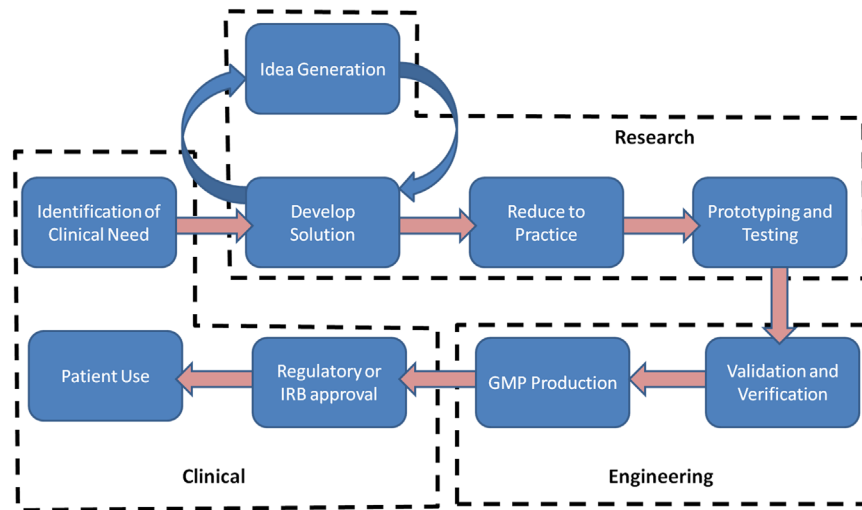 Idea Generation
Research
Identification of
Clinical Need
Develop
Solution
Reduce to
Practice
Prototyping and
Testing
Patient Use
Regulatory or
IRB approval
GMP Production
Validation and
Verification
Clinical
Engineering